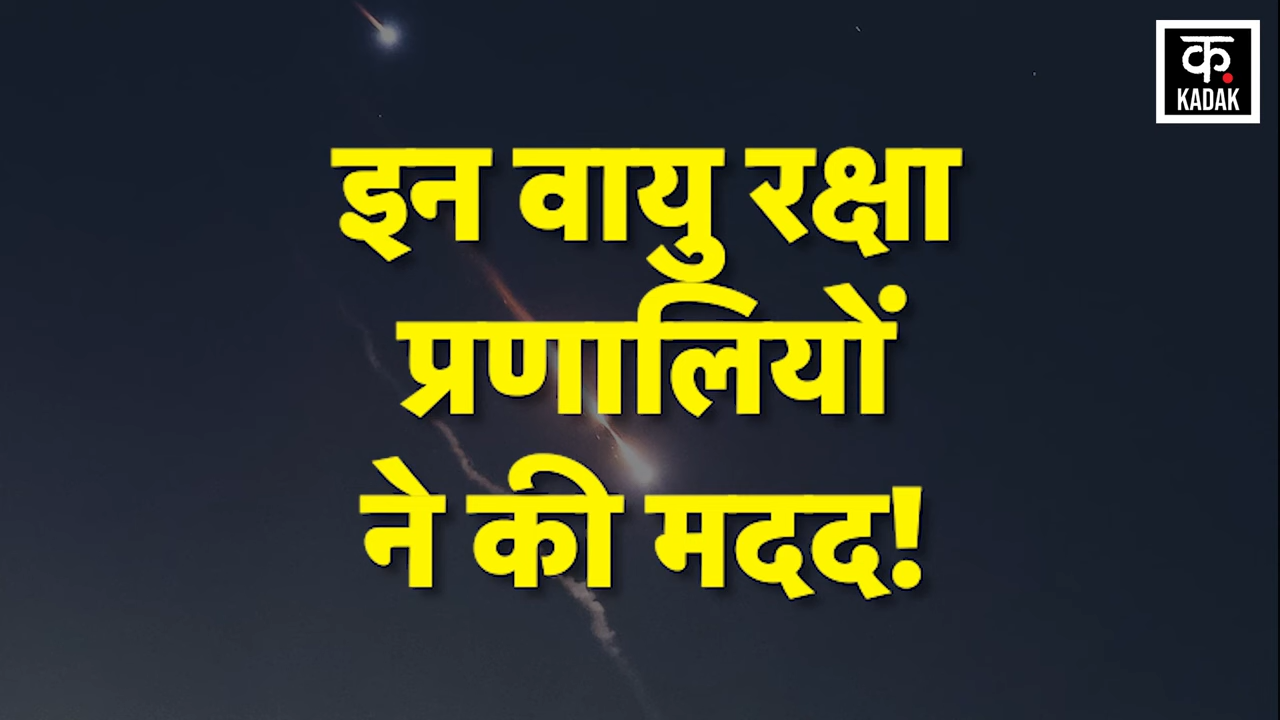 क.
KADAK
इन वायु रक्षा
प्रणालियों
ने की मदद!